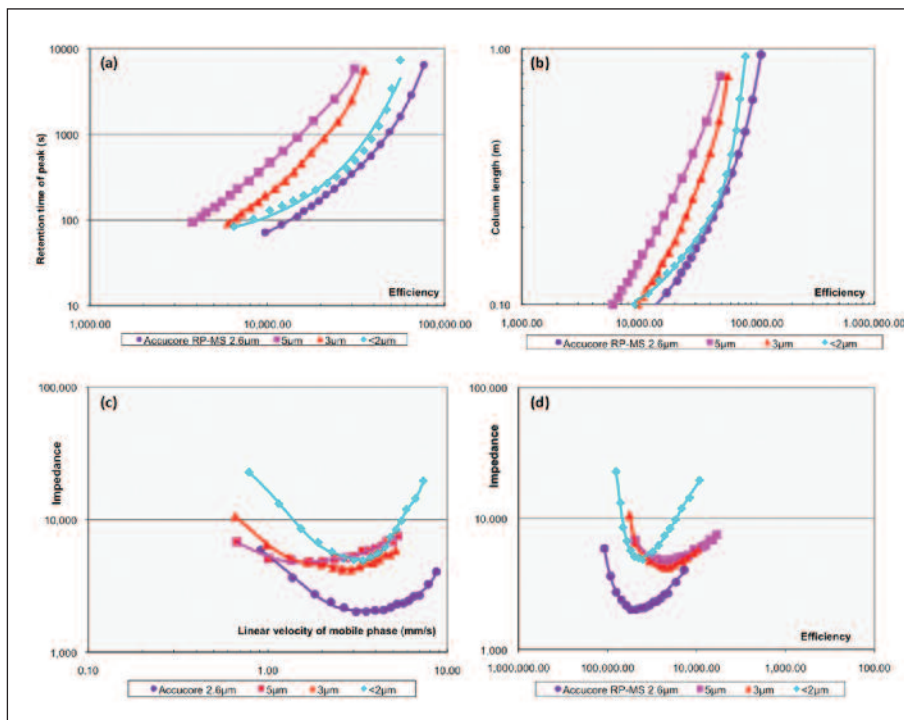 (a)
10000
1000
100
10
Retention time of peak (s)
Efficiency
1,000.00 10,000.00 100,000.00
Accucore RP-MS 2.6µm 5µm 3µm <2µm
(b)
1.00
0.10
Column length (m)
Efficiency
1,000.00 10,000.00 100,000.00 1,000,000.00
Accucore RP-MS 2.6µm 5µm 3µm <2µm
(c)
100,000
10,000
1,000
Impedance
Linear velocity of mobile phase (mm/s)
0.10 1.00 10.00
Accucore 2.6µm 5µm 3µm <2µm
(d)
100.000
10.000
1.000
Impedance
Efficiency
1,000,000.00 100,000.00 10,000.00 1,000.00 100.00
Accucore RP-MS 2.6µm 5µm 3µm <2µm